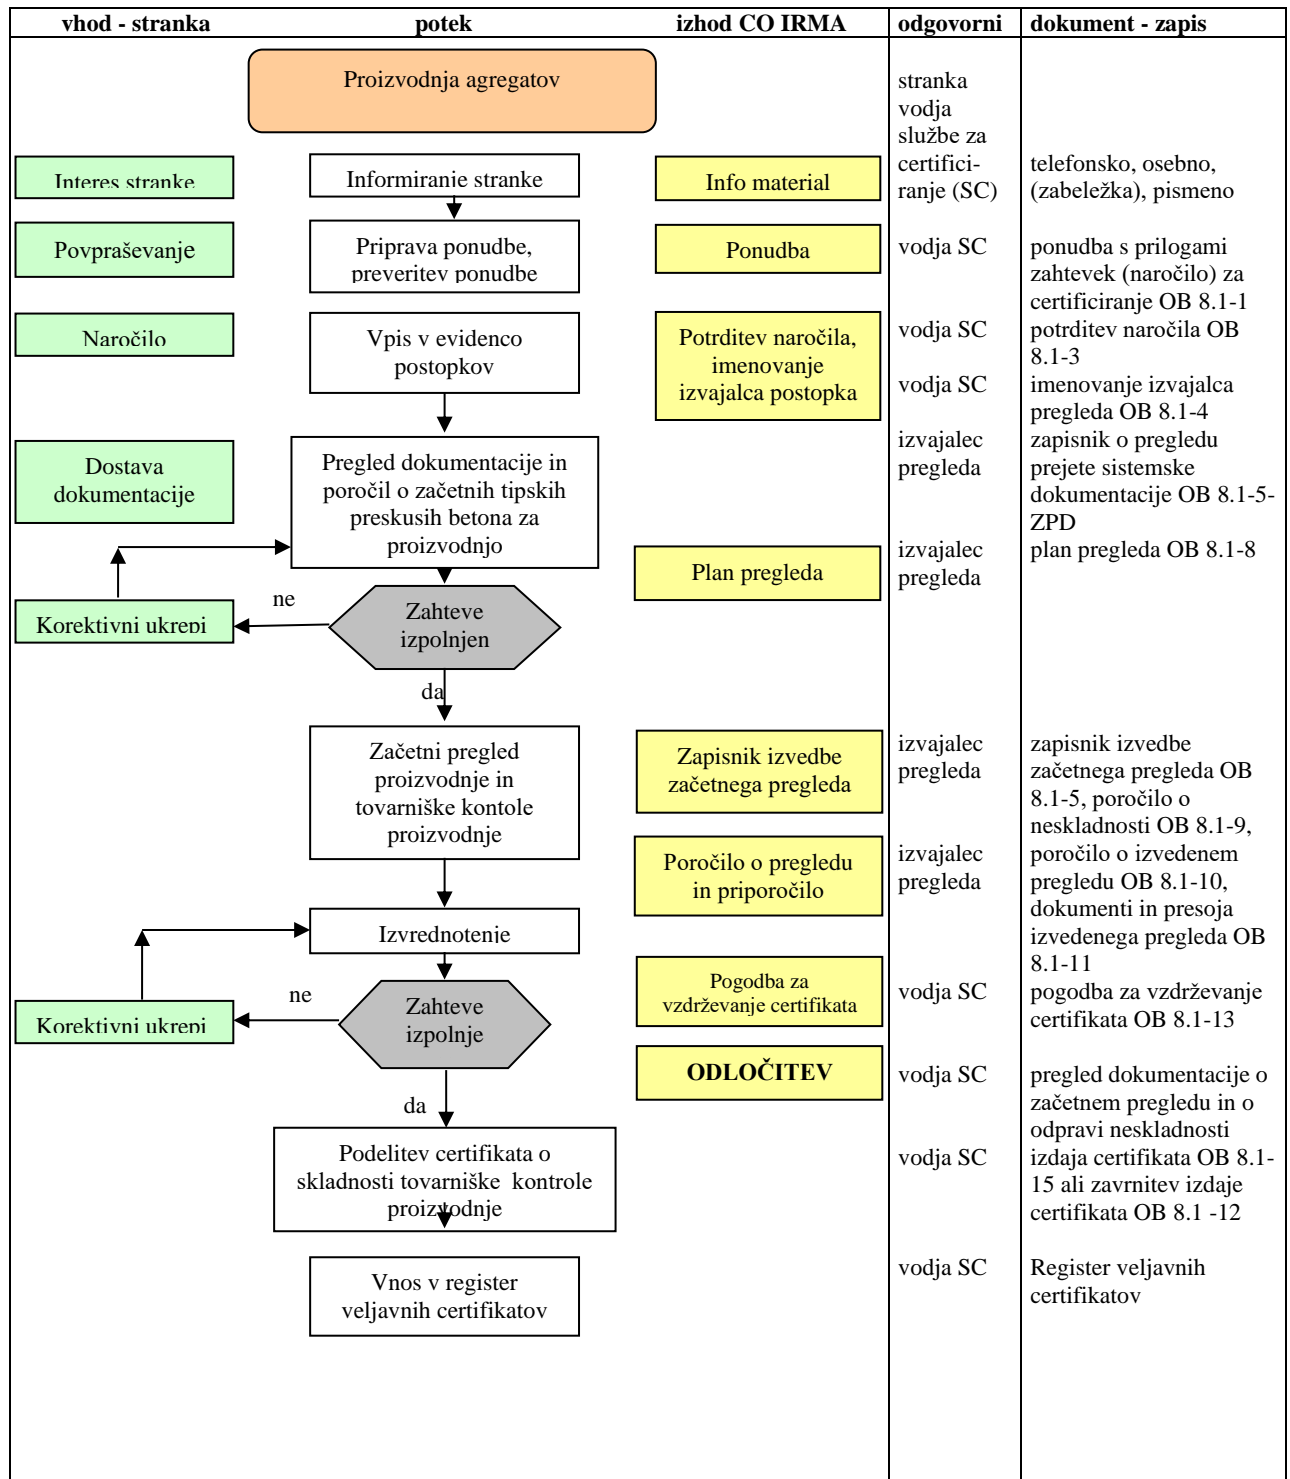 vhod - stranka
potek
izhod CO IRMA
odgovorni
dokument - zapis
Proizvodnja agregatov
stranka
vodja
službe za
certifici-
ranje (SC)
Interes stranke
Informiranje stranke
Info material
telefonsko, osebno,
(zabeležka), pismeno
Povpraševanje
Priprava ponudbe,
preveritev ponudbe
Ponudba
vodja SC
ponudba s prilogami
zahtevek (naročilo) za
certificiranje OB 8.1-1
Naročilo
Vpis v evidenco
postopkov
Potrditev naročila,
imenovanje
izvajalca postopka
vodja SC
potrditev naročila OB
8.1-3
vodja SC
imenovanje izvajalca
pregleda OB 8.1-4
Dostava
dokumentacije
Pregled dokumentacije in
poročil o začetnih tipskih
preskusih betona za
proizvodnjo
izvajalec
pregleda
zapisnik o pregledu
prejete sistemske
dokumentacije OB 8.1-5-
ZPD
Plan pregleda
izvajalec
pregleda
plan pregleda OB 8.1-8
Korektivni ukrepi
ne
Zahteve
izpolnjen
da
Začetni pregled
proizvodnje in
tovarniške kontole
proizvodnje
Zapisnik izvedbe
začetnega pregleda
izvajalec
pregleda
zapisnik izvedbe
začetnega pregleda OB
8.1-5, poročilo o
neskladnosti OB 8.1-9,
Poročilo o pregledu
in priporočilo
izvajalec
pregleda
poročilo o izvedenem
pregledu OB 8.1-10,
dokumenti in presoja
izvedenega pregleda OB
8.1-11
Izvrednotenje
Pogodba za
vzdrževanje certifikata
vodja SC
pogodba za vzdrževanje
certifikata OB 8.1-13
Korektivni ukrepi
ne
Zahteve
izpolnje
da
ODLOČITEV
vodja SC
pregled dokumentacije o
začetnem pregledu in o
odpravi neskladnosti
Podelitev certifikata o
skladnosti tovarniške kontrole
proizvodnje
vodja SC
izdaja certifikata OB 8.1-
15 ali zavrnitev izdaje
certifikata OB 8.1 -12
Vnos v register
veljavnih certifikatov
vodja SC
Register veljavnih
certifikatov